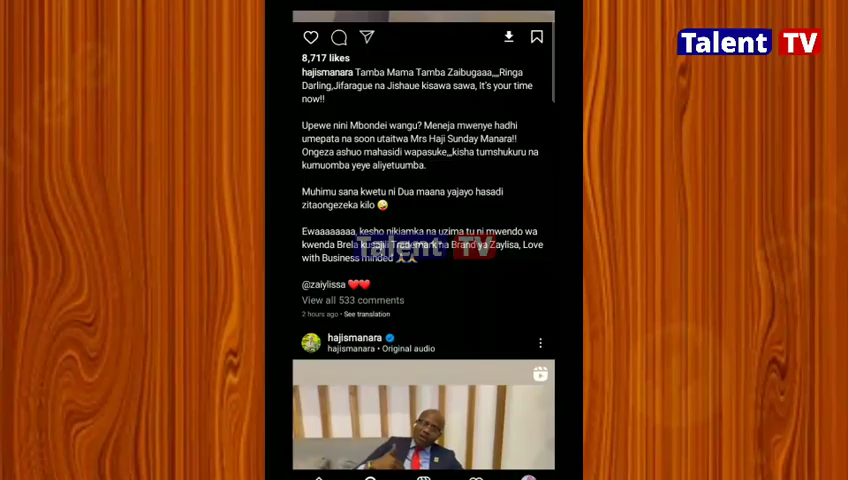 Talent TV
8,717 likes
hajismanara Tamba Mama Tamba Zaibugaaa,,,,Ringa
Darling,Jifarague na Jishaue kisawa sawa, It's your time
now!!
Upewe nini Mbondei wangu? Meneja mwenye hadhi
umepata na soon utaitwa Mrs Haji Sunday Manara!!
Ongeza ashuo mahasidi wapasuke,,,kisha tumshukuru na
kumuomba yeye aliyetuumba.
Muhimu sana kwetu ni Dua maana yajayo hasadi
zitaongezeka kilo 🤪
Ewaaaaaaaa, kesho nikiamka na uzima tu ni mwendo wa
kwenda Brela kusajili Trademark na Brand ya Zaylisa, Love
with Business minded 🙏
Talent TV
@zaiylissa ❤️❤️
View all 533 comments
2 hours ago • See translation
hajismanara
hajismanara • Original audio